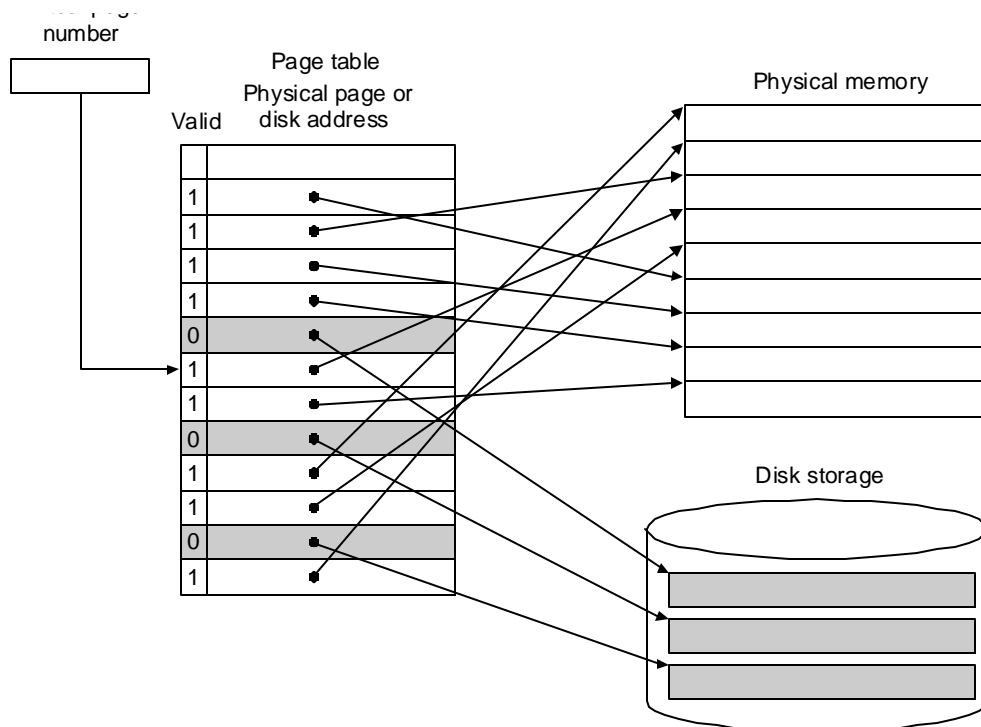 number
Page table
Physical page or
disk address
Valid
Physical memory
1
1
1
1
0
1
1
0
1
1
0
1
Disk storage